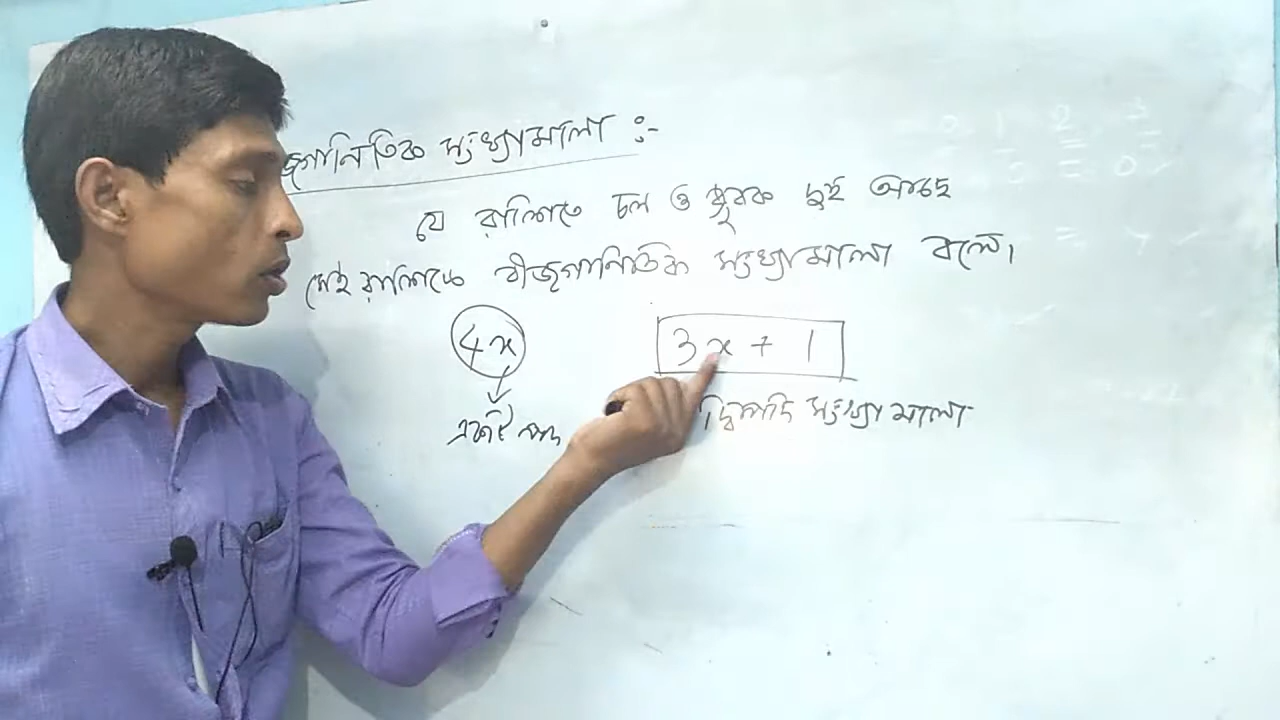 জগানিতিক সংখ্যামালা :-
যে রাশিতে চল ও ধ্রুবক দুই আছে
সেই রাশিকে বীজগানিতিক সংখ্যামালা বলে।
4x 3x + 1
একটি পদ দ্বিপদি সংখ্যামালা